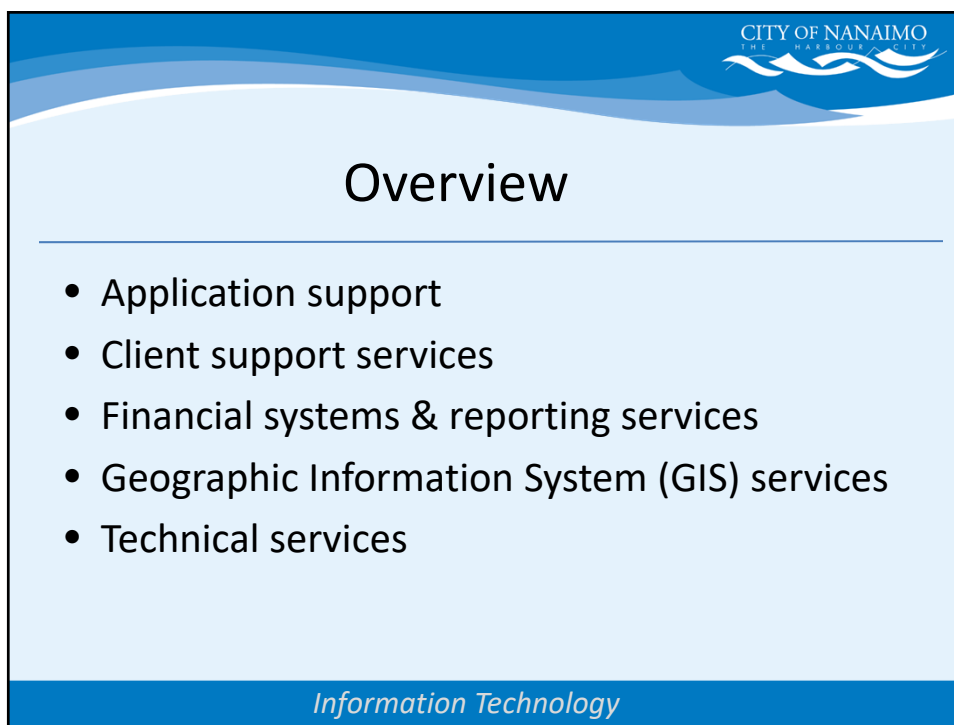 CITY OF NANAIMO
THE HARBOUR CITY
Overview
• Application support
• Client support services
• Financial systems & reporting services
• Geographic Information System (GIS) services
• Technical services
Information Technology